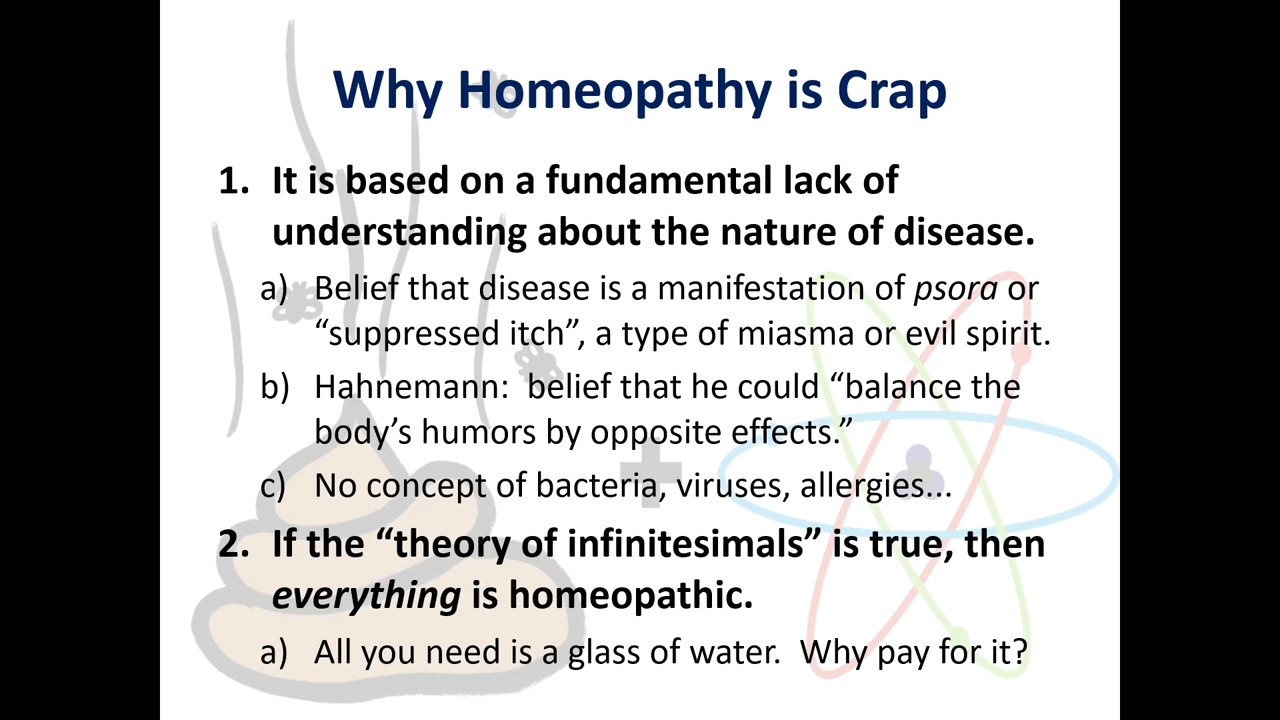 Why Homeopathy is Crap
1. It is based on a fundamental lack of
understanding about the nature of disease.
a) Belief that disease is a manifestation of psora or
“suppressed itch”, a type of miasma or evil spirit.
b) Hahnemann:  belief that he could “balance the
body’s humors by opposite effects.”
c) No concept of bacteria, viruses, allergies...
2. If the “theory of infinitesimals” is true, then
everything is homeopathic.
a) All you need is a glass of water.  Why pay for it?